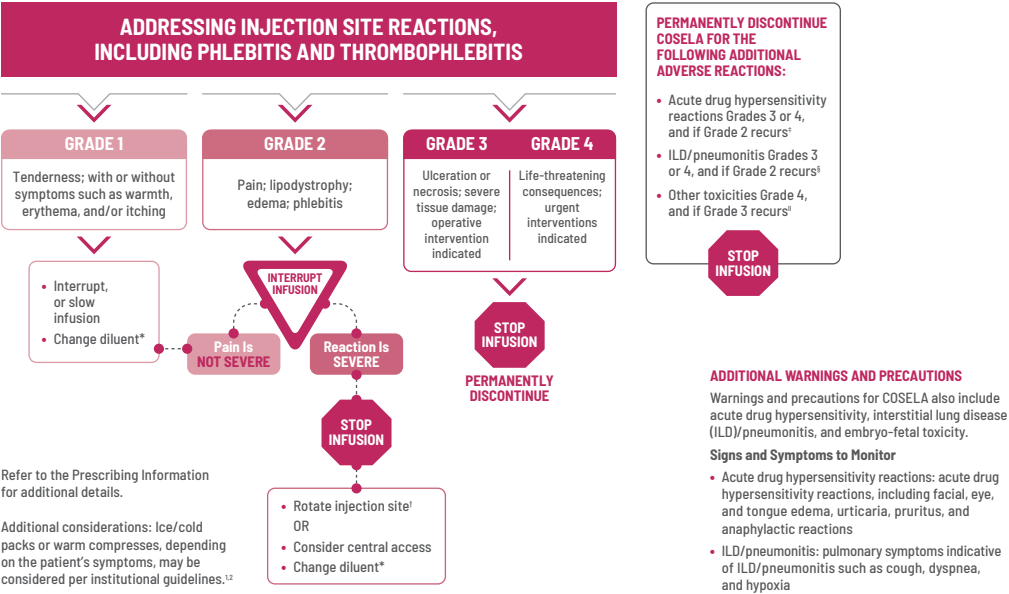 ADDRESSING INJECTION SITE REACTIONS,
INCLUDING PHLEBITIS AND THROMBOPHLEBITIS
GRADE 1
Tenderness; with or without
symptoms such as warmth,
erythema, and/or itching
• Interrupt,
or slow
infusion
• Change diluent*
GRADE 2
Pain; lipodystrophy;
edema; phlebitis
INTERRUPT
INFUSION
Pain Is
NOT SEVERE
Reaction Is
SEVERE
STOP
INFUSION
• Rotate injection site†
OR
• Consider central access
• Change diluent*
GRADE 3
Ulceration or
necrosis; severe
tissue damage;
operative
intervention
indicated
GRADE 4
Life-threatening
consequences;
urgent
interventions
indicated
STOP
INFUSION
PERMANENTLY
DISCONTINUE
Refer to the Prescribing Information
for additional details.
Additional considerations: Ice/cold
packs or warm compresses, depending
on the patient's symptoms, may be
considered per institutional guidelines.1,2
PERMANENTLY DISCONTINUE
COSELA FOR THE
FOLLOWING ADDITIONAL
ADVERSE REACTIONS:
• Acute drug hypersensitivity
reactions Grades 3 or 4,
and if Grade 2 recurs‡
• ILD/pneumonitis Grades 3
or 4, and if Grade 2 recurs§
• Other toxicities Grade 4,
and if Grade 3 recurs||
STOP
INFUSION
ADDITIONAL WARNINGS AND PRECAUTIONS
Warnings and precautions for COSELA also include
acute drug hypersensitivity, interstitial lung disease
(ILD)/pneumonitis, and embryo-fetal toxicity.
Signs and Symptoms to Monitor
• Acute drug hypersensitivity reactions: acute drug
hypersensitivity reactions, including facial, eye,
and tongue edema, urticaria, pruritus, and
anaphylactic reactions
• ILD/pneumonitis: pulmonary symptoms indicative
of ILD/pneumonitis such as cough, dyspnea,
and hypoxia